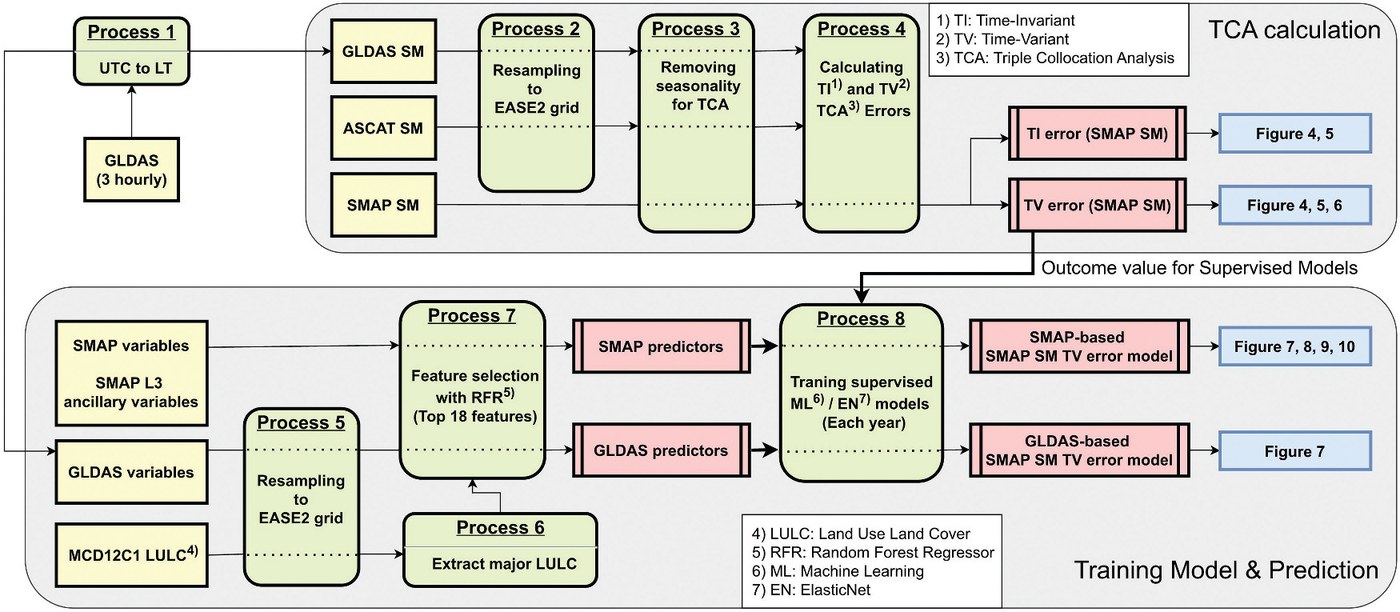 Process 1
UTC to LT
GLDAS
(3 hourly)
TCA calculation
GLDAS SM
ASCAT SM
SMAP SM
Process 2
Resampling
to
EASE2 grid
Process 3
Removing
seasonality
for TCA
Process 4
Calculating
TI1) and TV2)
TCA3) Errors
1) TI: Time-Invariant
2) TV: Time-Variant
3) TCA: Triple Collocation Analysis
TI error (SMAP SM)
Figure 4, 5
TV error (SMAP SM)
Figure 4, 5, 6
Outcome value for Supervised Models
SMAP variables
SMAP L3
ancillary variables
GLDAS variables
MCD12C1 LULC4)
Process 5
Resampling
to
EASE2 grid
Process 6
Extract major LULC
Process 7
Feature selection
with RFR5)
(Top 18 features)
SMAP predictors
GLDAS predictors
Process 8
Traning supervised
ML6) / EN7) models
(Each year)
SMAP-based
SMAP SM TV error model
Figure 7, 8, 9, 10
GLDAS-based
SMAP SM TV error model
Figure 7
4) LULC: Land Use Land Cover
5) RFR: Random Forest Regressor
6) ML: Machine Learning
7) EN: ElasticNet
Training Model & Prediction